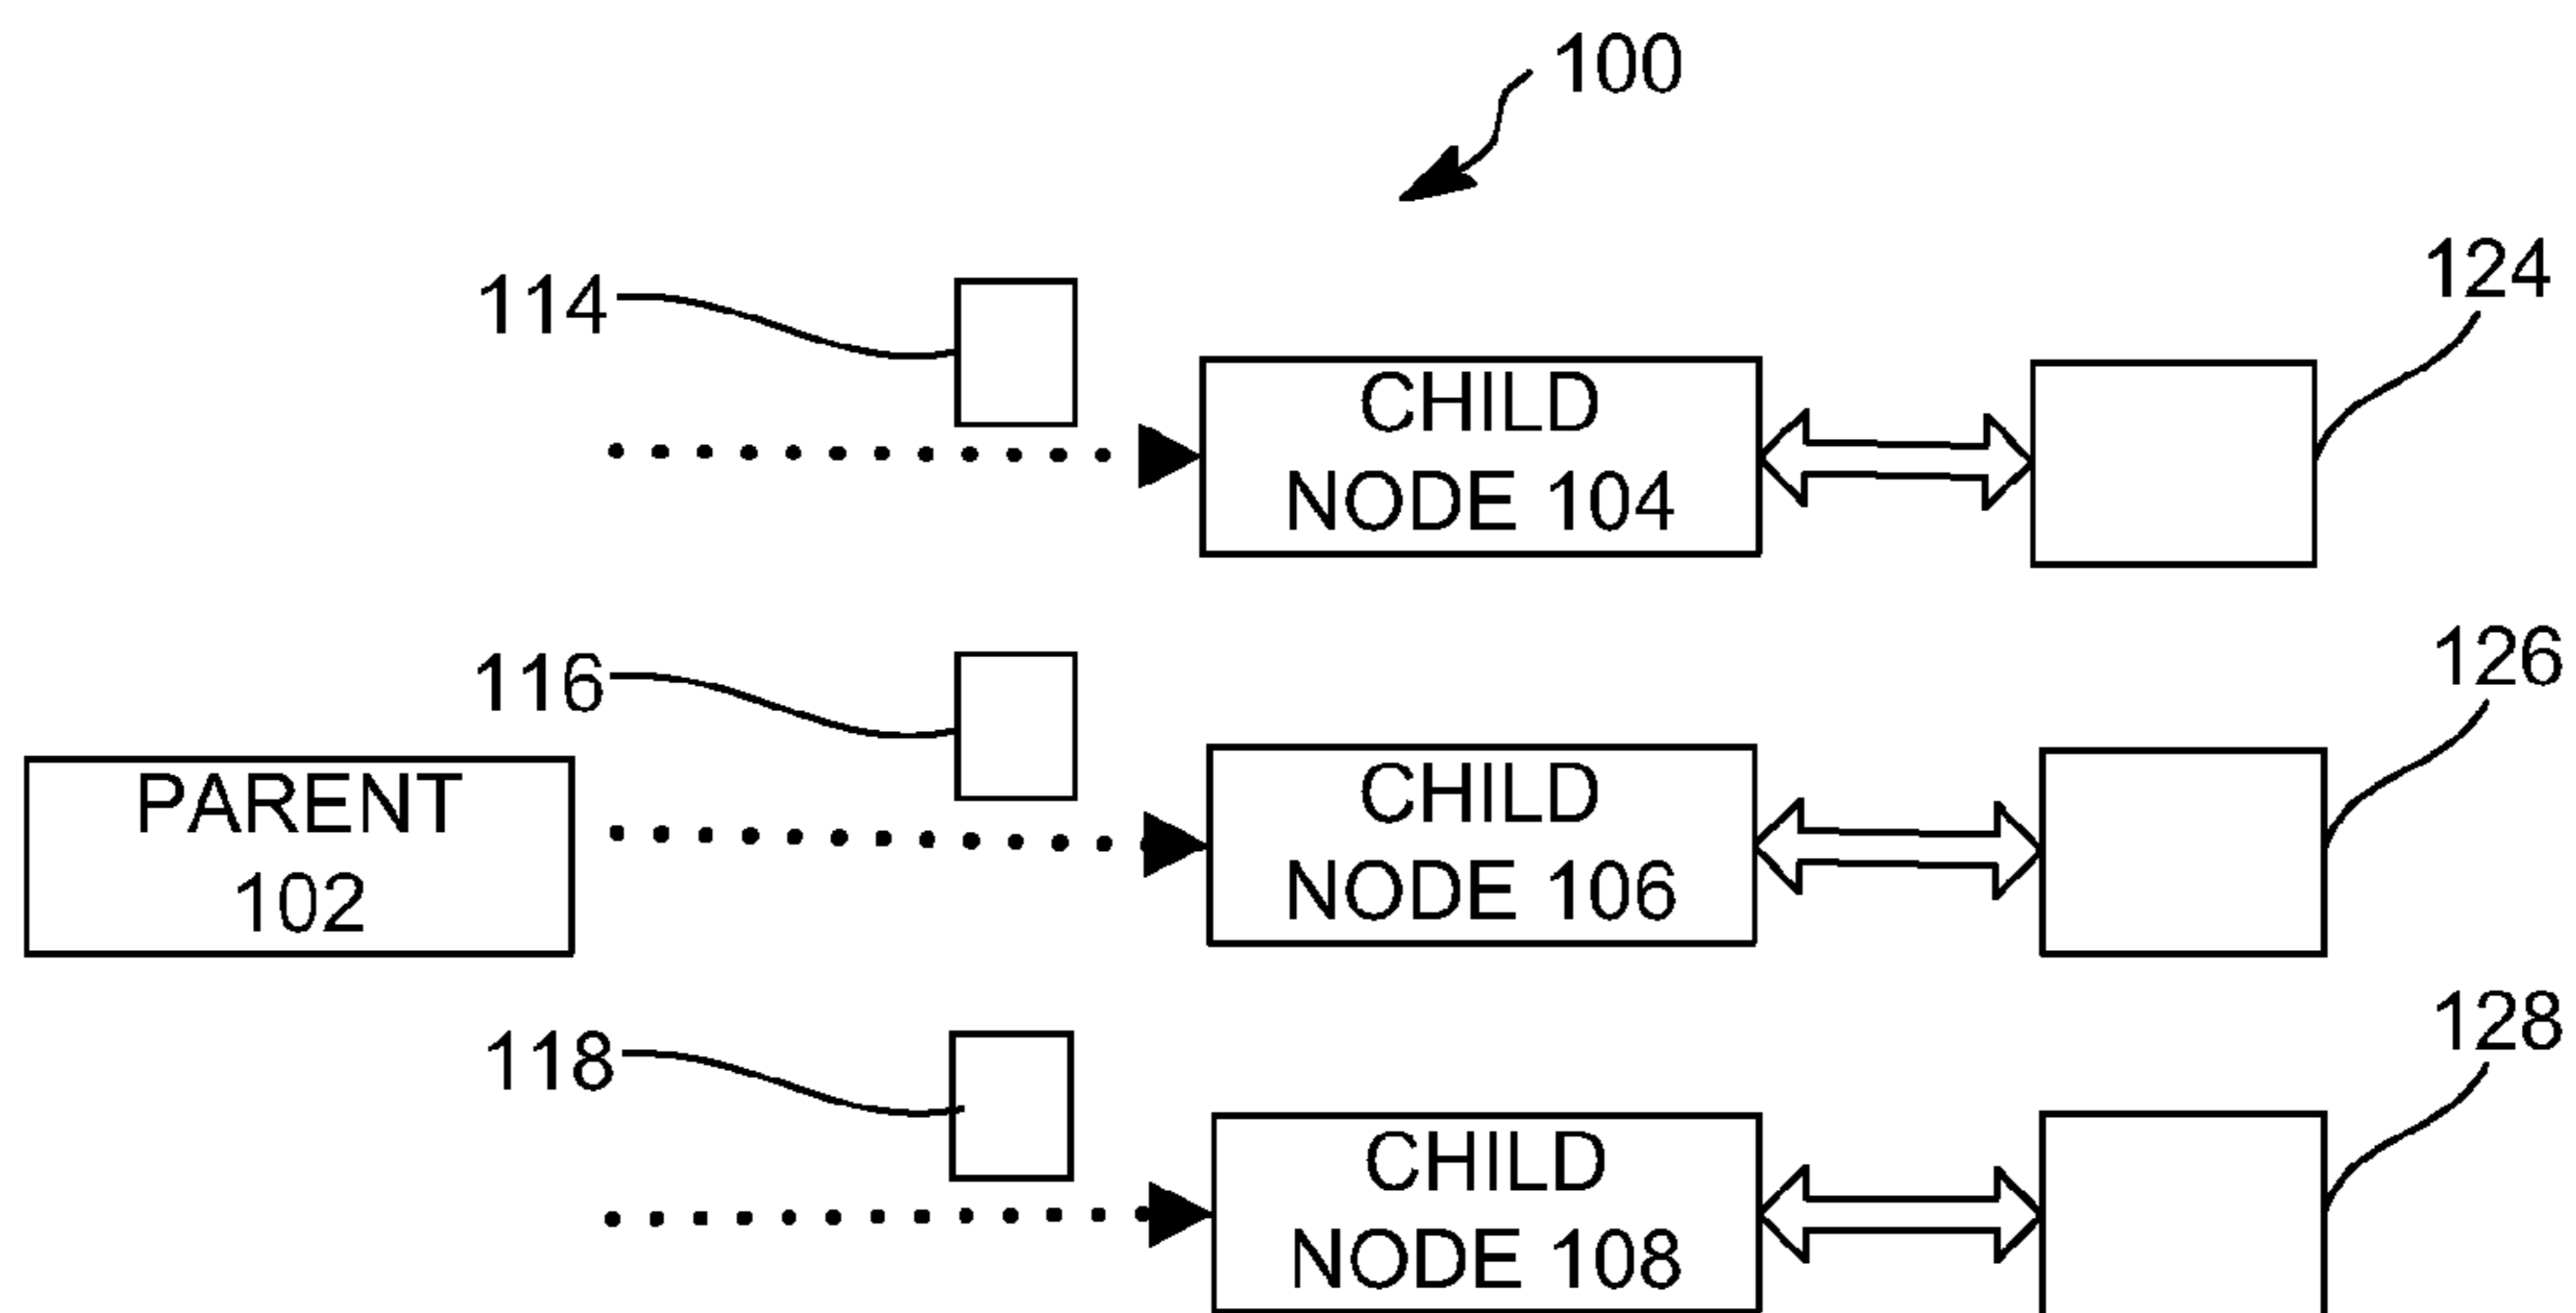 100
114
124
CHILD
NODE 104
116
126
PARENT
102
CHILD
NODE 106
118
128
CHILD
NODE 108